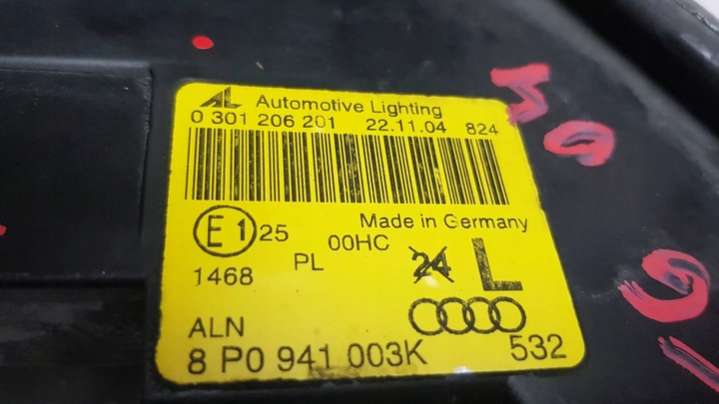 AL Automotive Lighting
0 301 206 201 22.11.04 824
Made in Germany
E1 25 00HC 24 L
1468 PL
ALN
8 P0 941 003K 532